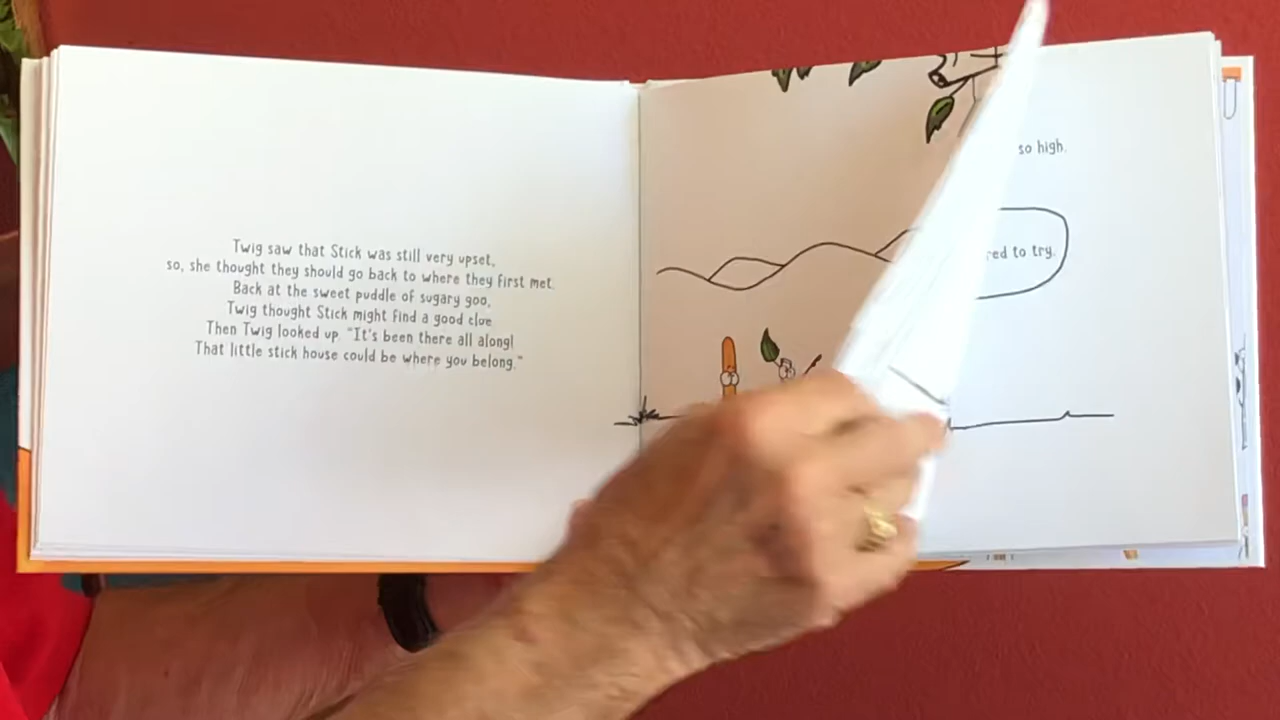 Twig saw that Stick was still very upset,
so, she thought they should go back to where they first met.
Back at the sweet puddle of sugary goo,
Twig thought Stick might find a good clue
Then Twig looked up. "It's been there all along!
That little stick house could be where you belong."
so high.
to try.